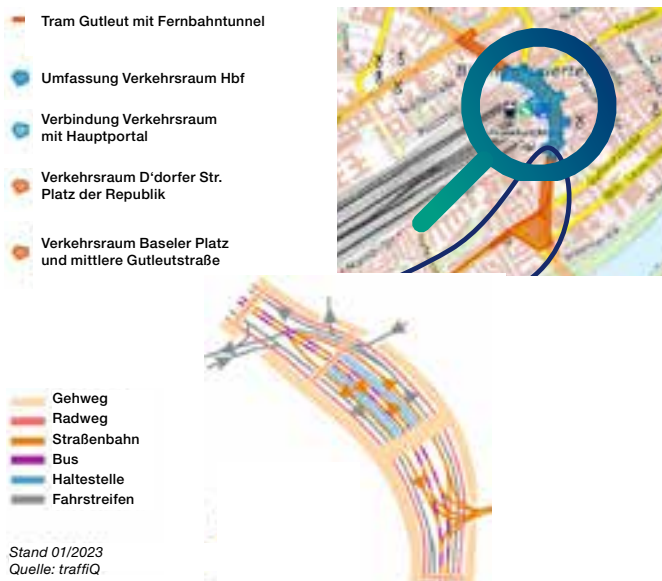 Tram Gutleut mit Fernbahntunnel
Umfassung Verkehrsraum Hbf
Verbindung Verkehrsraum
mit Hauptportal
Verkehrsraum D'dorfer Str.
Platz der Republik
Verkehrsraum Baseler Platz
und mittlere Gutleutstraße
Gehweg
Radweg
Straßenbahn
Bus
Haltestelle
Fahrstreifen
Stand 01/2023
Quelle: traffiQ